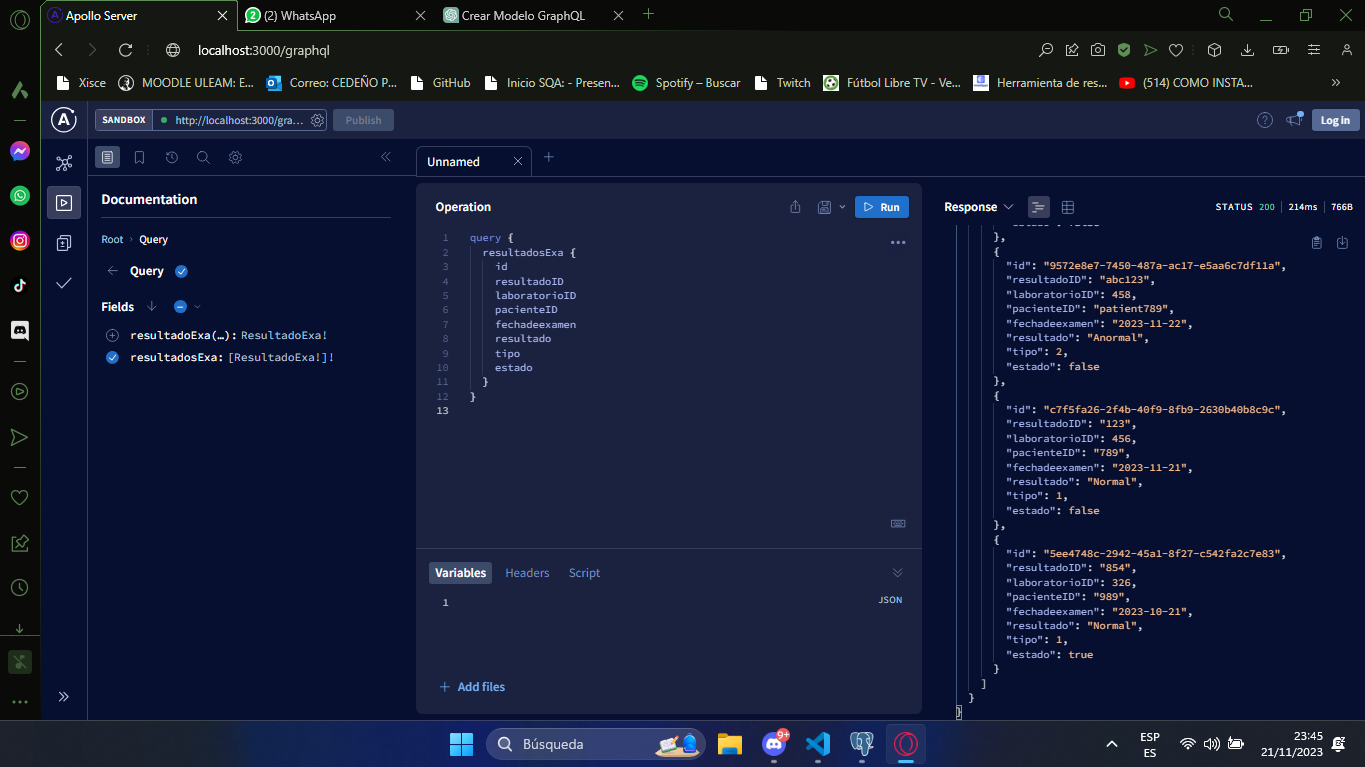 Apollo Server
(2) WhatsApp
Crear Modelo GraphQL
localhost:3000/graphql
Xisce
MOODLE ULEAM: E...
Correo: CEDEÑO P...
GitHub
Inicio SQA: - Presen...
Spotify – Buscar
Twitch
Fútbol Libre TV - Ve...
Herramienta de res...
(514) COMO INSTA...
SANDBOX
http://localhost:3000/gra...
Publish
Log in
Documentation
Root › Query
Query
Fields
resultadoExa(…): ResultadoExa!
resultadosExa: [ResultadoExa!]!
Unnamed
Operation
Run
1 query {
2 resultadosExa {
3 id
4 resultadoID
5 laboratorioID
6 pacienteID
7 fechadeexamen
8 resultado
9 tipo
10 estado
11 }
12 }
13
Variables
Headers
Script
1
JSON
Add files
Response
STATUS 200
214ms
766B
},
{
"id": "9572e8e7-7450-487a-ac17-e5aa6c7df11a",
"resultadoID": "abc123",
"laboratorioID": 458,
"pacienteID": "patient789",
"fechadeexamen": "2023-11-22",
"resultado": "Anormal",
"tipo": 2,
"estado": false
},
{
"id": "c7f5fa26-2f4b-40f9-8fb9-2630b40b8c9c",
"resultadoID": "123",
"laboratorioID": 456,
"pacienteID": "789",
"fechadeexamen": "2023-11-21",
"resultado": "Normal",
"tipo": 1,
"estado": false
},
{
"id": "5ee4748c-2942-45a1-8f27-c542fa2c7e83",
"resultadoID": "854",
"laboratorioID": 326,
"pacienteID": "989",
"fechadeexamen": "2023-10-21",
"resultado": "Normal",
"tipo": 1,
"estado": true
}
]
}
}
Búsqueda
9+
ESP
ES
23:45
21/11/2023